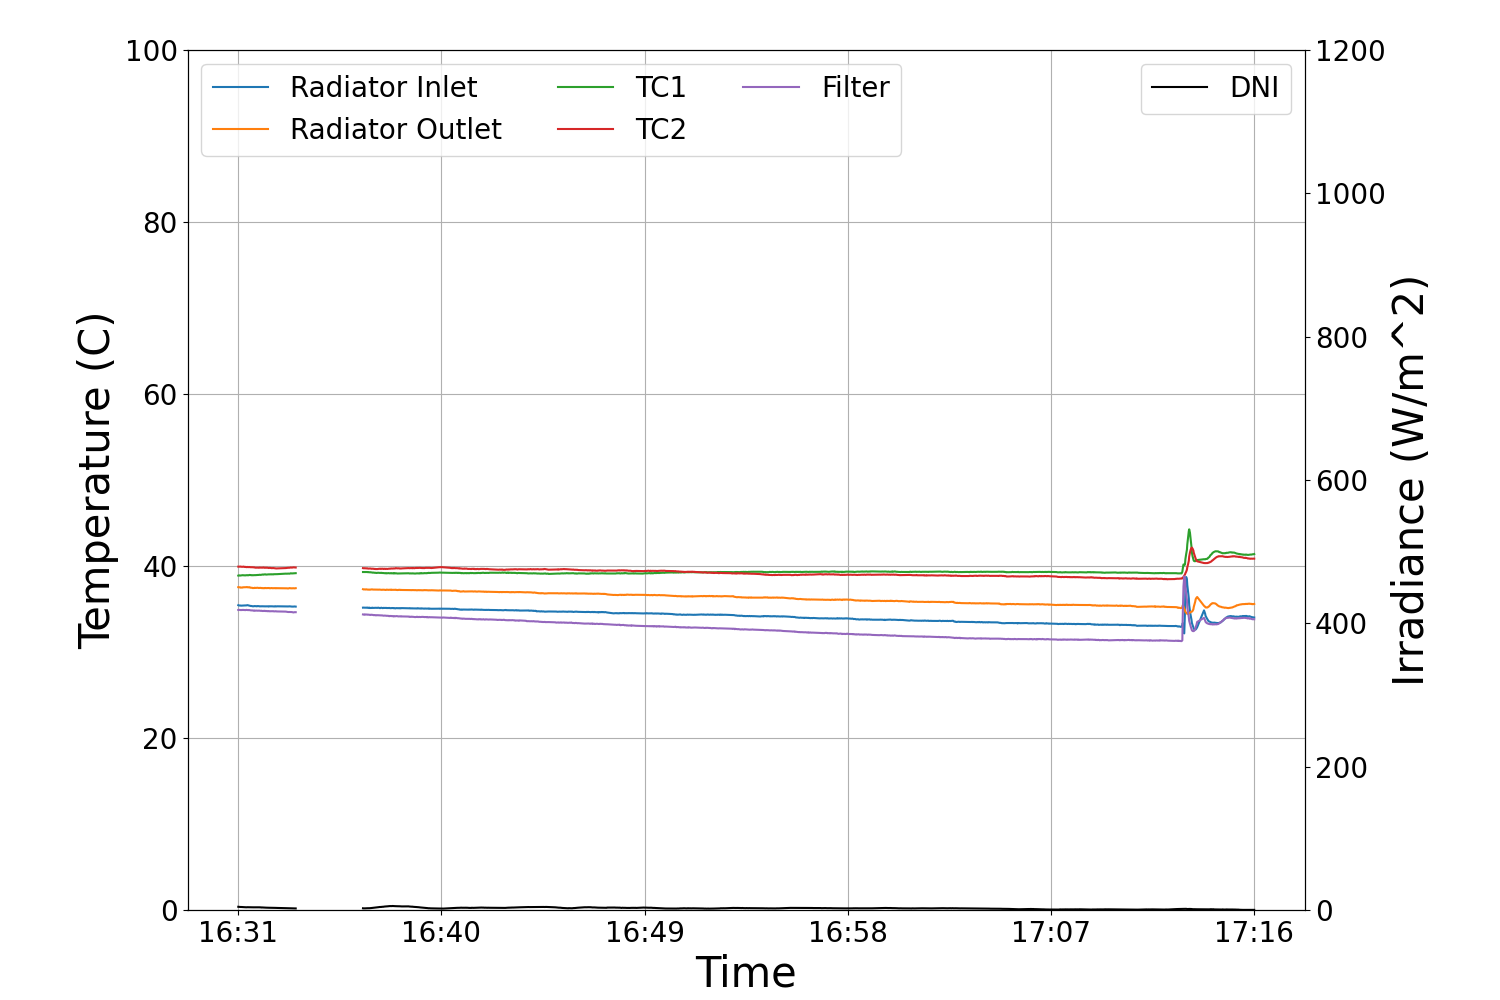 Radiator Inlet
Radiator Outlet
TC1
TC2
Filter
DNI
Temperature (C)
100
80
60
40
20
0
Irradiance (W/m^2)
1200
1000
800
600
400
200
0
16:31 16:40 16:49 16:58 17:07 17:16
Time